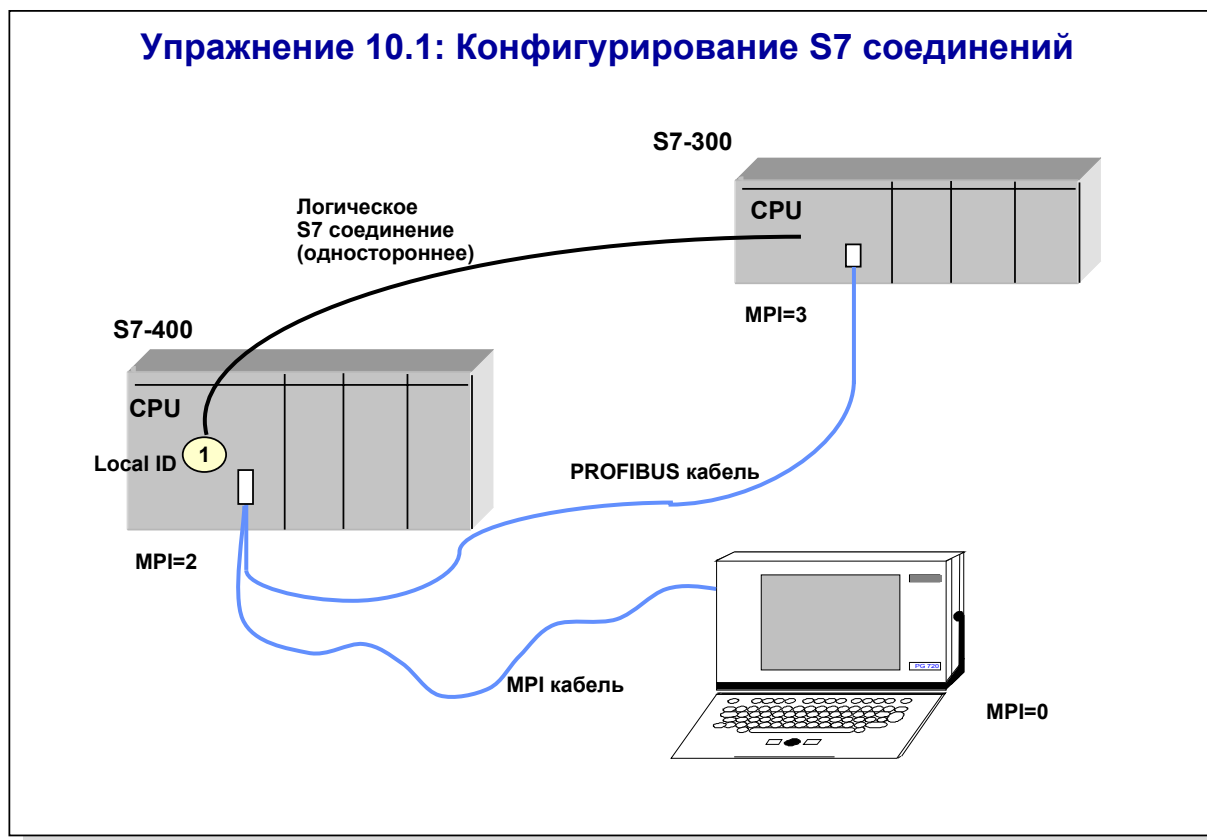 Упражнение 10.1: Конфигурирование S7 соединений
S7-300
CPU
Логическое
S7 соединение
(одностороннее)
MPI=3
S7-400
CPU
Local ID
1
PROFIBUS кабель
MPI=2
PG 720
MPI кабель
MPI=0